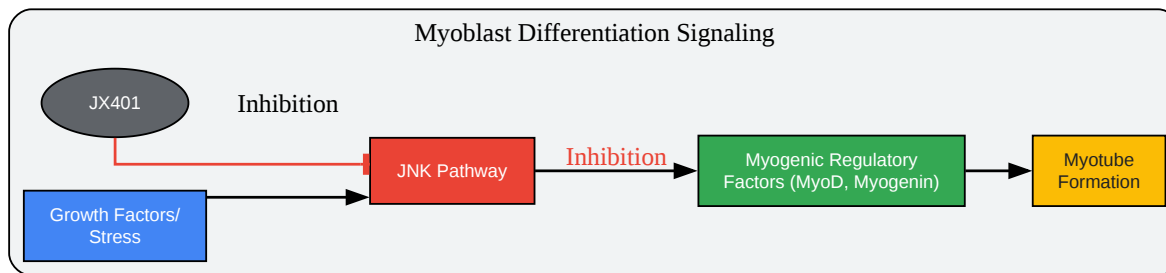 Myoblast Differentiation Signaling
JX401
Inhibition
JNK Pathway
Inhibition
Myogenic Regulatory
Factors (MyoD, Myogenin)
Myotube
Formation
Growth Factors/
Stress